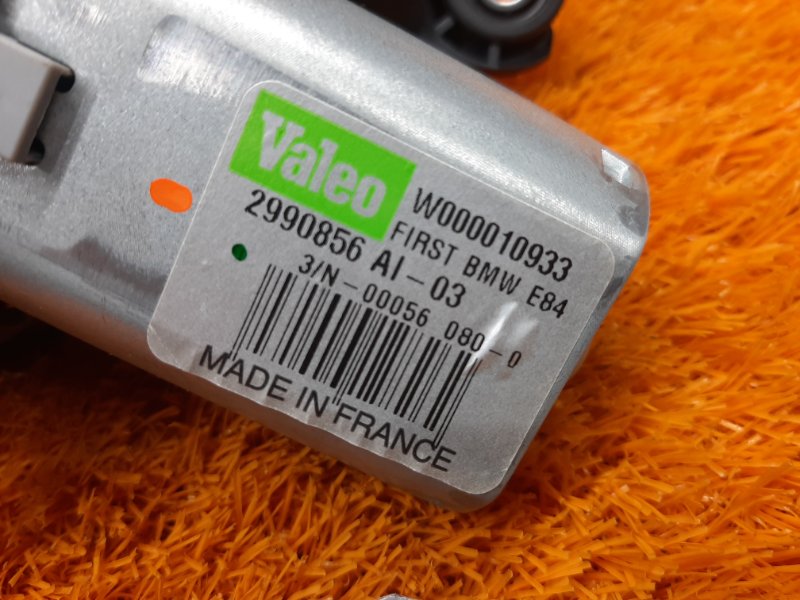 Valeo W000010933
FIRST BMW E84
2990856 AI-03
3/N-00056 080-0
MADE IN FRANCE